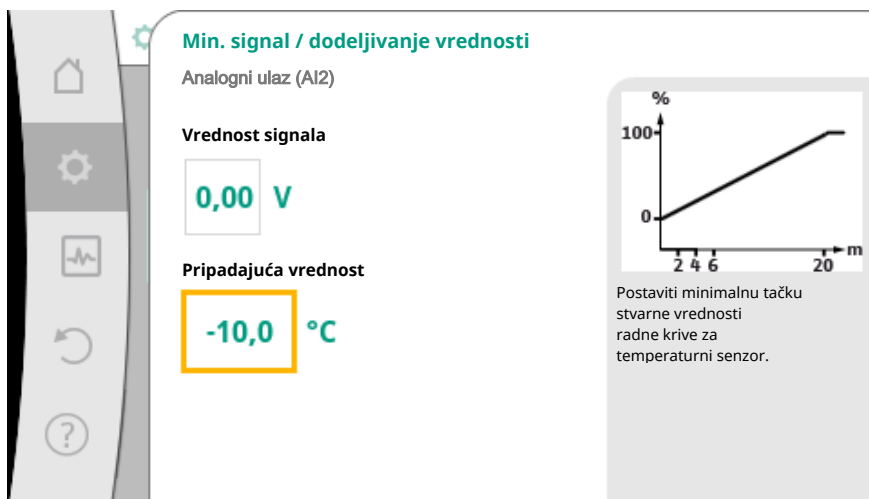 Min. signal / dodeljivanje vrednosti
Analogni ulaz (AI2)
Vrednost signala
0,00 V
Pripadajuća vrednost
-10,0 °C
%
100
0
2 4 6 20 m
Postaviti minimalnu tačku
stvarne vrednosti
radne krive za
temperaturni senzor.
?